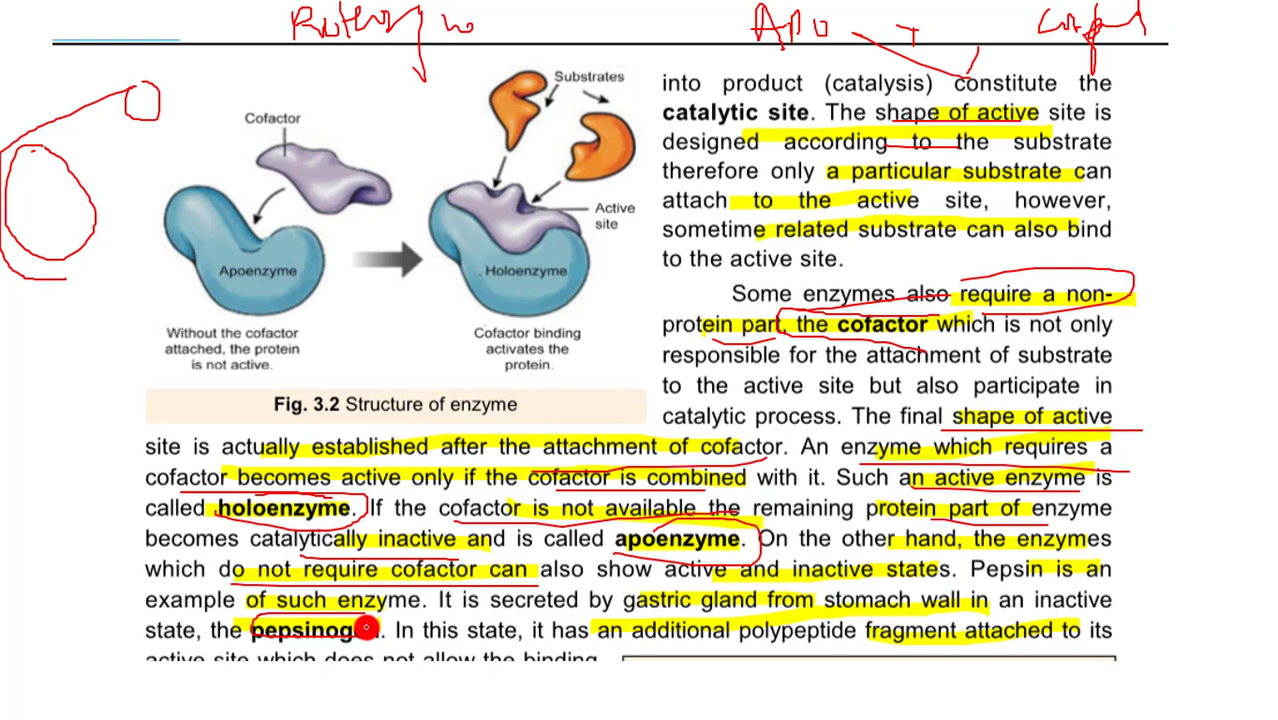 Apo +
Substrates
Cofactor
Active
site
Apoenzyme
Holoenzyme
Without the cofactor
attached, the protein
is not active.
Cofactor binding
activates the
protein.
Fig. 3.2 Structure of enzyme
into product (catalysis) constitute the
catalytic site. The shape of active site is
designed according to the substrate
therefore only a particular substrate can
attach to the active site, however,
sometime related substrate can also bind
to the active site.
Some enzymes also require a non-
protein part, the cofactor which is not only
responsible for the attachment of substrate
to the active site but also participate in
catalytic process. The final shape of active
site is actually established after the attachment of cofactor. An enzyme which requires a
cofactor becomes active only if the cofactor is combined with it. Such an active enzyme is
called holoenzyme. If the cofactor is not available the remaining protein part of enzyme
becomes catalytically inactive and is called apoenzyme. On the other hand, the enzymes
which do not require cofactor can also show active and inactive states. Pepsin is an
example of such enzyme. It is secreted by gastric gland from stomach wall in an inactive
state, the . In this state, it has an additional polypeptide fragment attached to its
active site which does not allow the binding